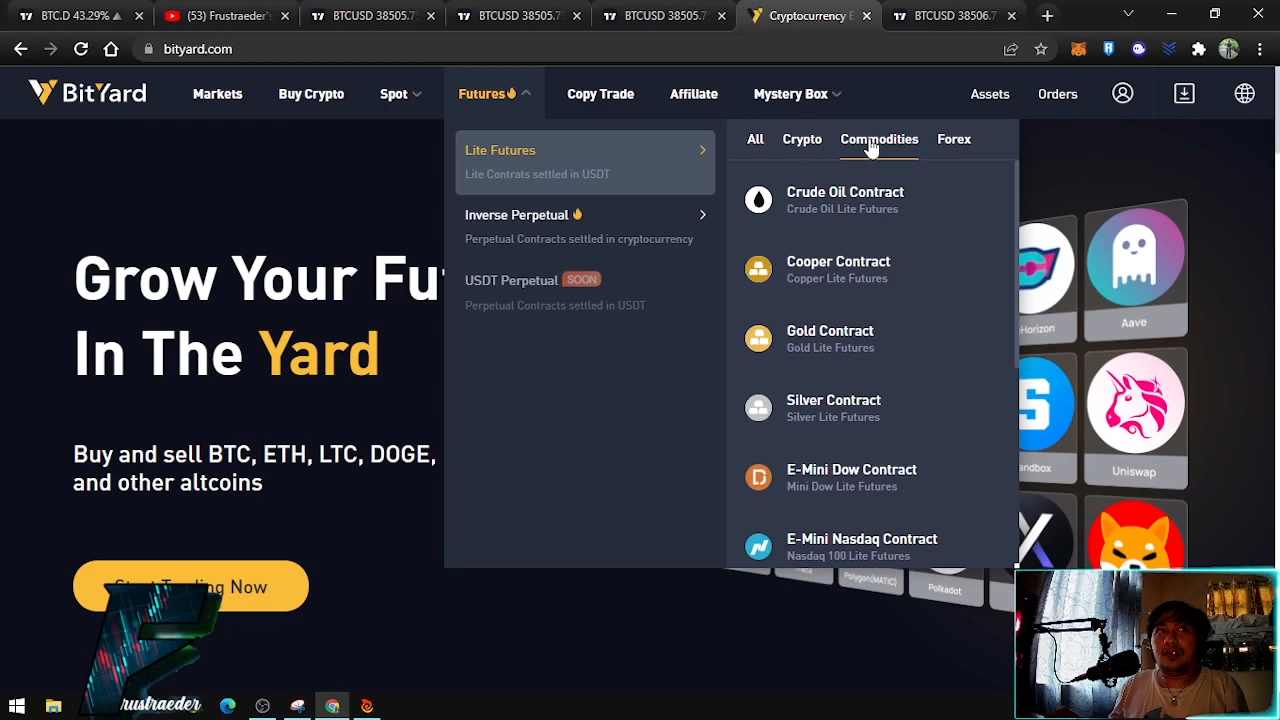 BTC.D 43.29%
(53) Frustraeder's
BTCUSD 38505.7
BTCUSD 38505.7
BTCUSD 38505.7
Cryptocurrency E
BTCUSD 38506.7
bityard.com
BitYard
Markets
Buy Crypto
Spot
Futures
Copy Trade
Affiliate
Mystery Box
Assets
Orders
Lite Futures
Lite Contrats settled in USDT
Inverse Perpetual
Perpetual Contracts settled in cryptocurrency
USDT Perpetual SOON
Perpetual Contracts settled in USDT
All
Crypto
Commodities
Forex
Crude Oil Contract
Crude Oil Lite Futures
Cooper Contract
Copper Lite Futures
Gold Contract
Gold Lite Futures
Silver Contract
Silver Lite Futures
E-Mini Dow Contract
Mini Dow Lite Futures
E-Mini Nasdaq Contract
Nasdaq 100 Lite Futures
Grow Your Fu
In The Yard
Buy and sell BTC, ETH, LTC, DOGE,
and other altcoins
Start Trading Now
Horizon
Aave
andbox
Uniswap
Polygon(MATIC)
Polkadot
Frustraeder